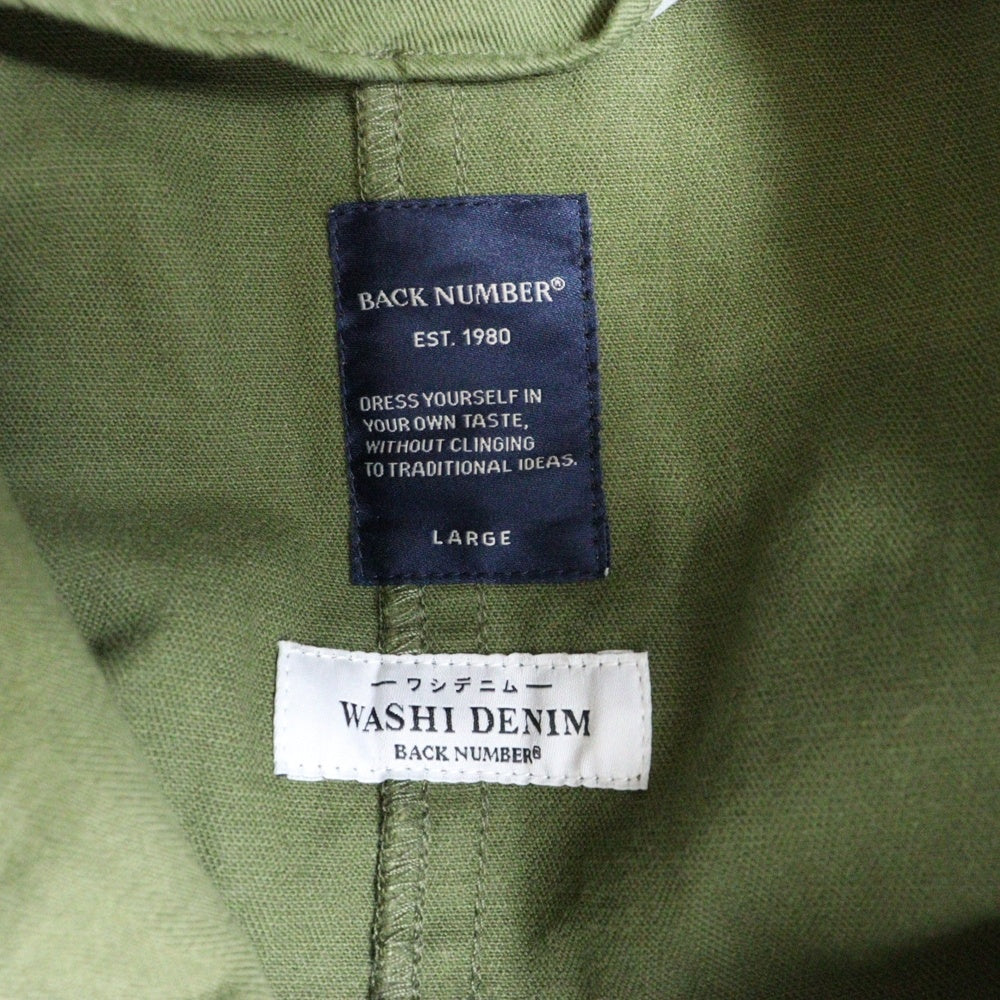 BACK NUMBER®
EST. 1980
DRESS YOURSELF IN
YOUR OWN TASTE,
WITHOUT CLINGING
TO TRADITIONAL IDEAS.
LARGE
ーワシデニムー
WASHI DENIM
BACK NUMBER®